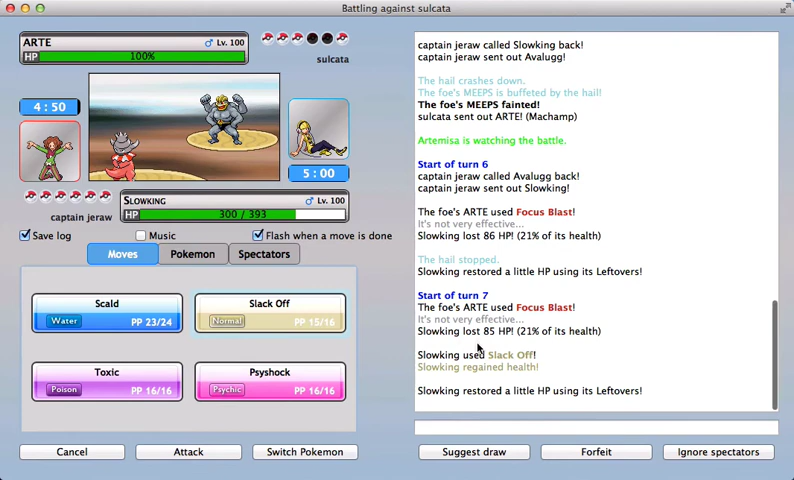 Battling against sulcata
ARTE
♂ Lv. 100
HP
100%
sulcata
4:50
5:00
captain jeraw
SLOWKING
♂ Lv. 100
HP
300 / 393
Save log
Music
Flash when a move is done
Moves
Pokemon
Spectators
Scald
Water
PP 23/24
Slack Off
Normal
PP 15/16
Toxic
Poison
PP 16/16
Psyshock
Psychic
PP 16/16
Cancel
Attack
Switch Pokemon
captain jeraw called Slowking back!
captain jeraw sent out Avalugg!
The hail crashes down.
The foe's MEEPS is buffeted by the hail!
The foe's MEEPS fainted!
sulcata sent out ARTE! (Machamp)
Artemisa is watching the battle.
Start of turn 6
captain jeraw called Avalugg back!
captain jeraw sent out Slowking!
The foe's ARTE used Focus Blast!
It's not very effective...
Slowking lost 86 HP! (21% of its health)
The hail stopped.
Slowking restored a little HP using its Leftovers!
Start of turn 7
The foe's ARTE used Focus Blast!
It's not very effective...
Slowking lost 85 HP! (21% of its health)
Slowking used Slack Off!
Slowking regained health!
Slowking restored a little HP using its Leftovers!
Suggest draw
Forfeit
Ignore spectators